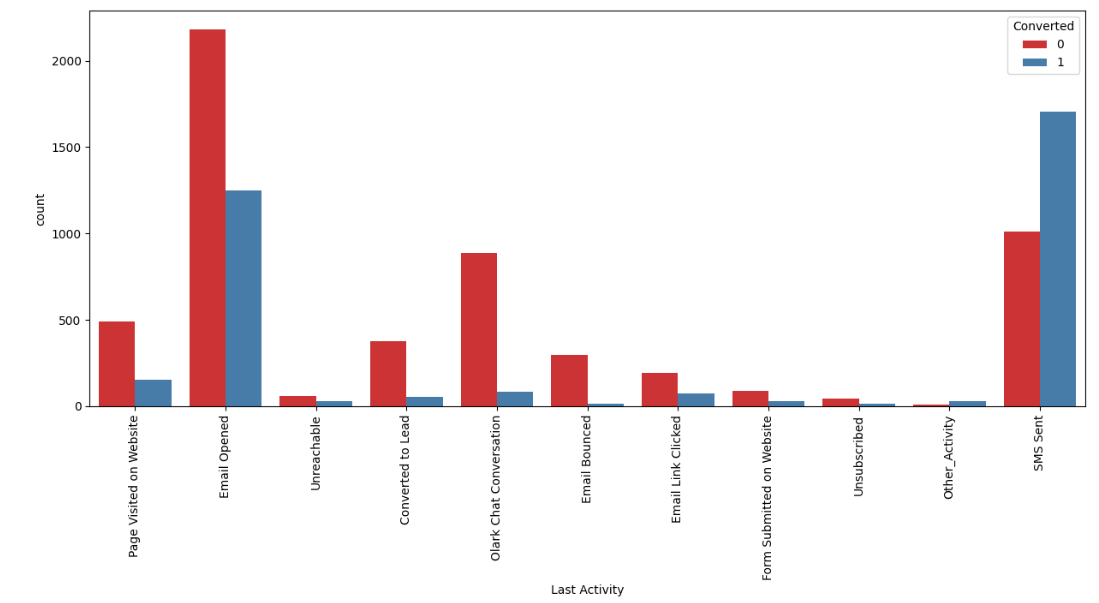 Converted
0
1
2000
1500
1000
500
0
count
Page Visited on Website
Email Opened
Unreachable
Converted to Lead
Olark Chat Conversation
Email Bounced
Email Link Clicked
Form Submitted on Website
Unsubscribed
Other_Activity
SMS Sent
Last Activity